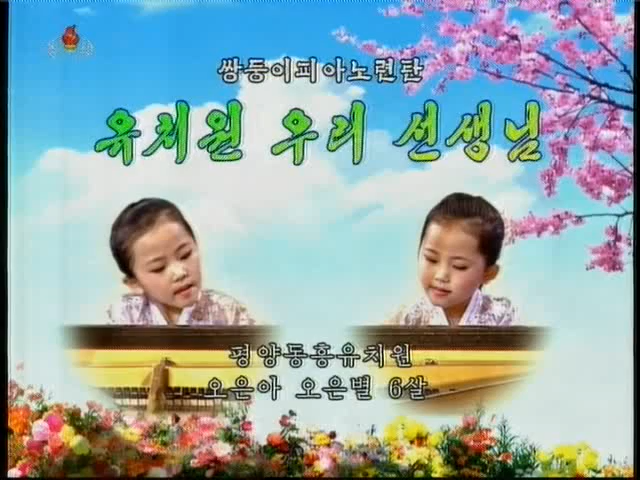 쌍둥이피아노련탄
유치원 우리 선생님
평양동흥유치원
오은아 오은별 6살